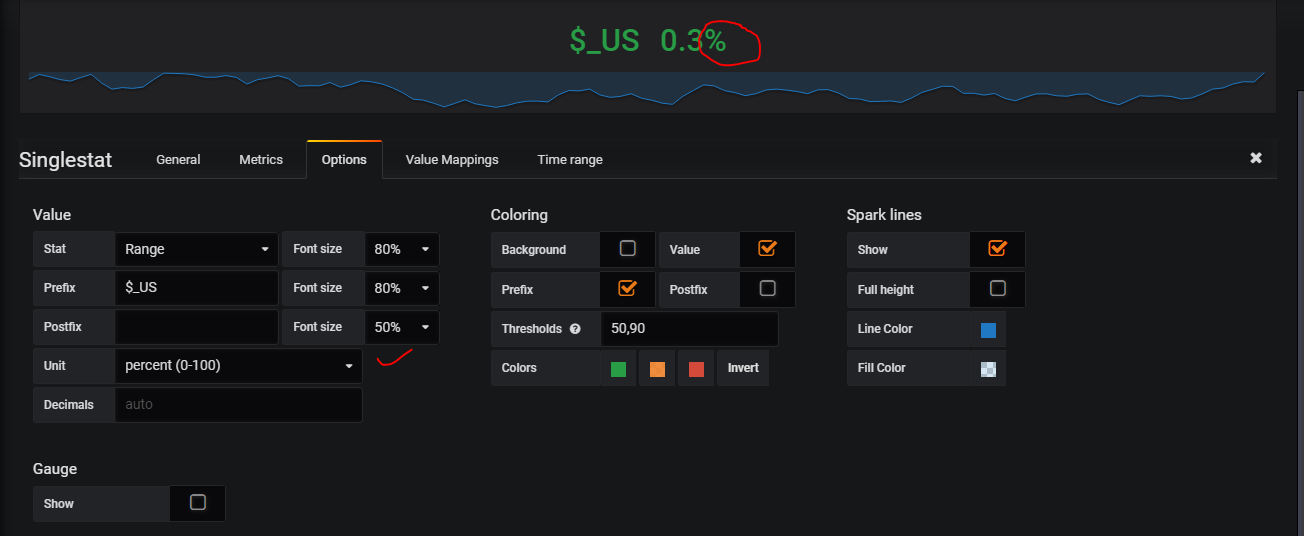 $_US 0.3%
Singlestat General Metrics Options Value Mappings Time range
Value
Stat Range Font size 80%
Prefix $_US Font size 80%
Postfix Font size 50%
Unit percent (0-100)
Decimals auto
Coloring
Background Value
Prefix Postfix
Thresholds 50,90
Colors Invert
Spark lines
Show
Full height
Line Color
Fill Color
Gauge
Show